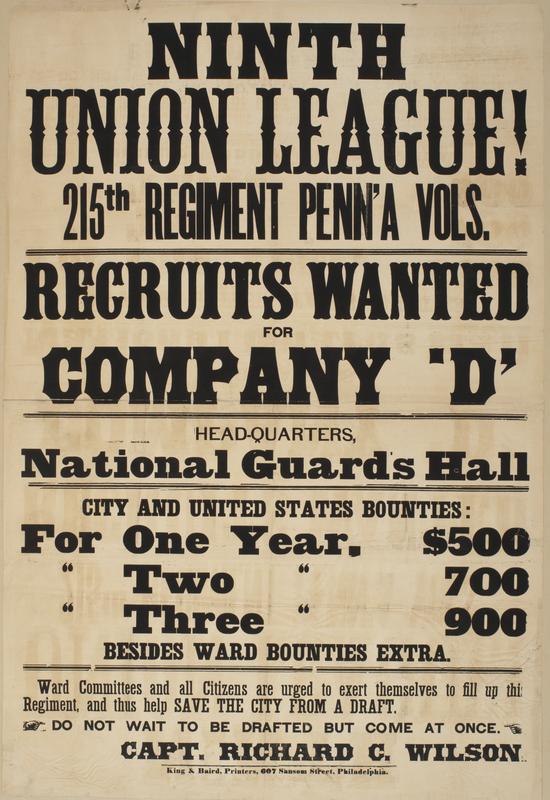 NINTH
UNION LEAGUE!
215th REGIMENT PENN'A VOLS.
RECRUITS WANTED
FOR
COMPANY 'D'
HEAD-QUARTERS,
National Guards Hall
CITY AND UNITED STATES BOUNTIES:
For One Year, $500
“ Two “ 700
“ Three “ 900
BESIDES WARD BOUNTIES EXTRA.
Ward Committees and all Citizens are urged to exert themselves to fill up thi
Regiment, and thus help SAVE THE CITY FROM A DRAFT.
☞ DO NOT WAIT TO BE DRAFTED BUT COME AT ONCE. ☜
CAPT. RICHARD C. WILSON.
King & Baird, Printers, 607 Sansom Street, Philadelphia.